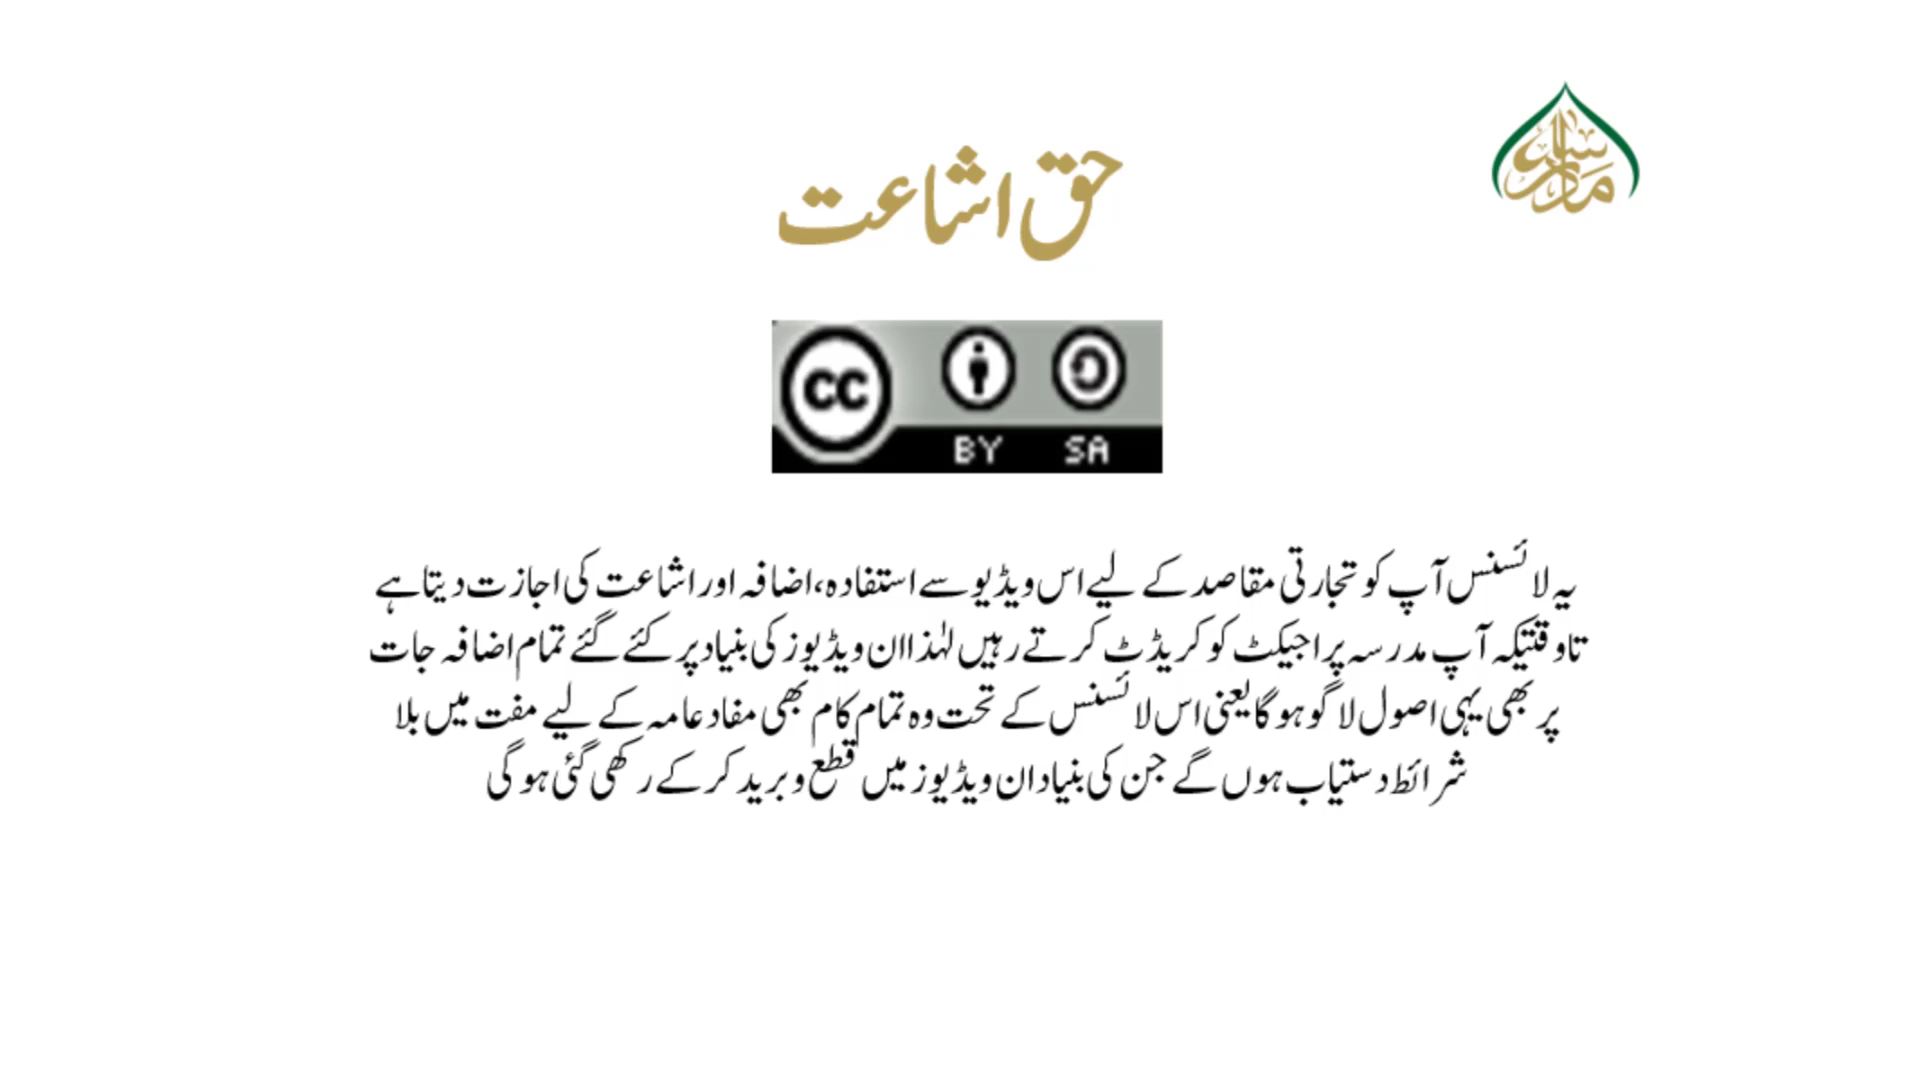 مدرسہ
حق اشاعت
cc
BY SA
یہ لائسنس آپ کو تجارتی مقاصد کے لیے اس ویڈیو سے استفادہ، اضافہ اور اشاعت کی اجازت دیتا ہے
تاوقتیکہ آپ مدرسہ پراجیکٹ کو کریڈٹ کرتے رہیں لہٰذا ان ویڈیوز کی بنیاد پر کئے گئے تمام اضافہ جات
پر بھی یہی اصول لاگو ہوگا یعنی اس لائسنس کے تحت وہ تمام کام بھی مفاد عامہ کے لیے مفت میں بلا
شرائط دستیاب ہوں گے جن کی بنیاد ان ویڈیوز میں قطع و برید کر کے رکھی گئی ہوگی